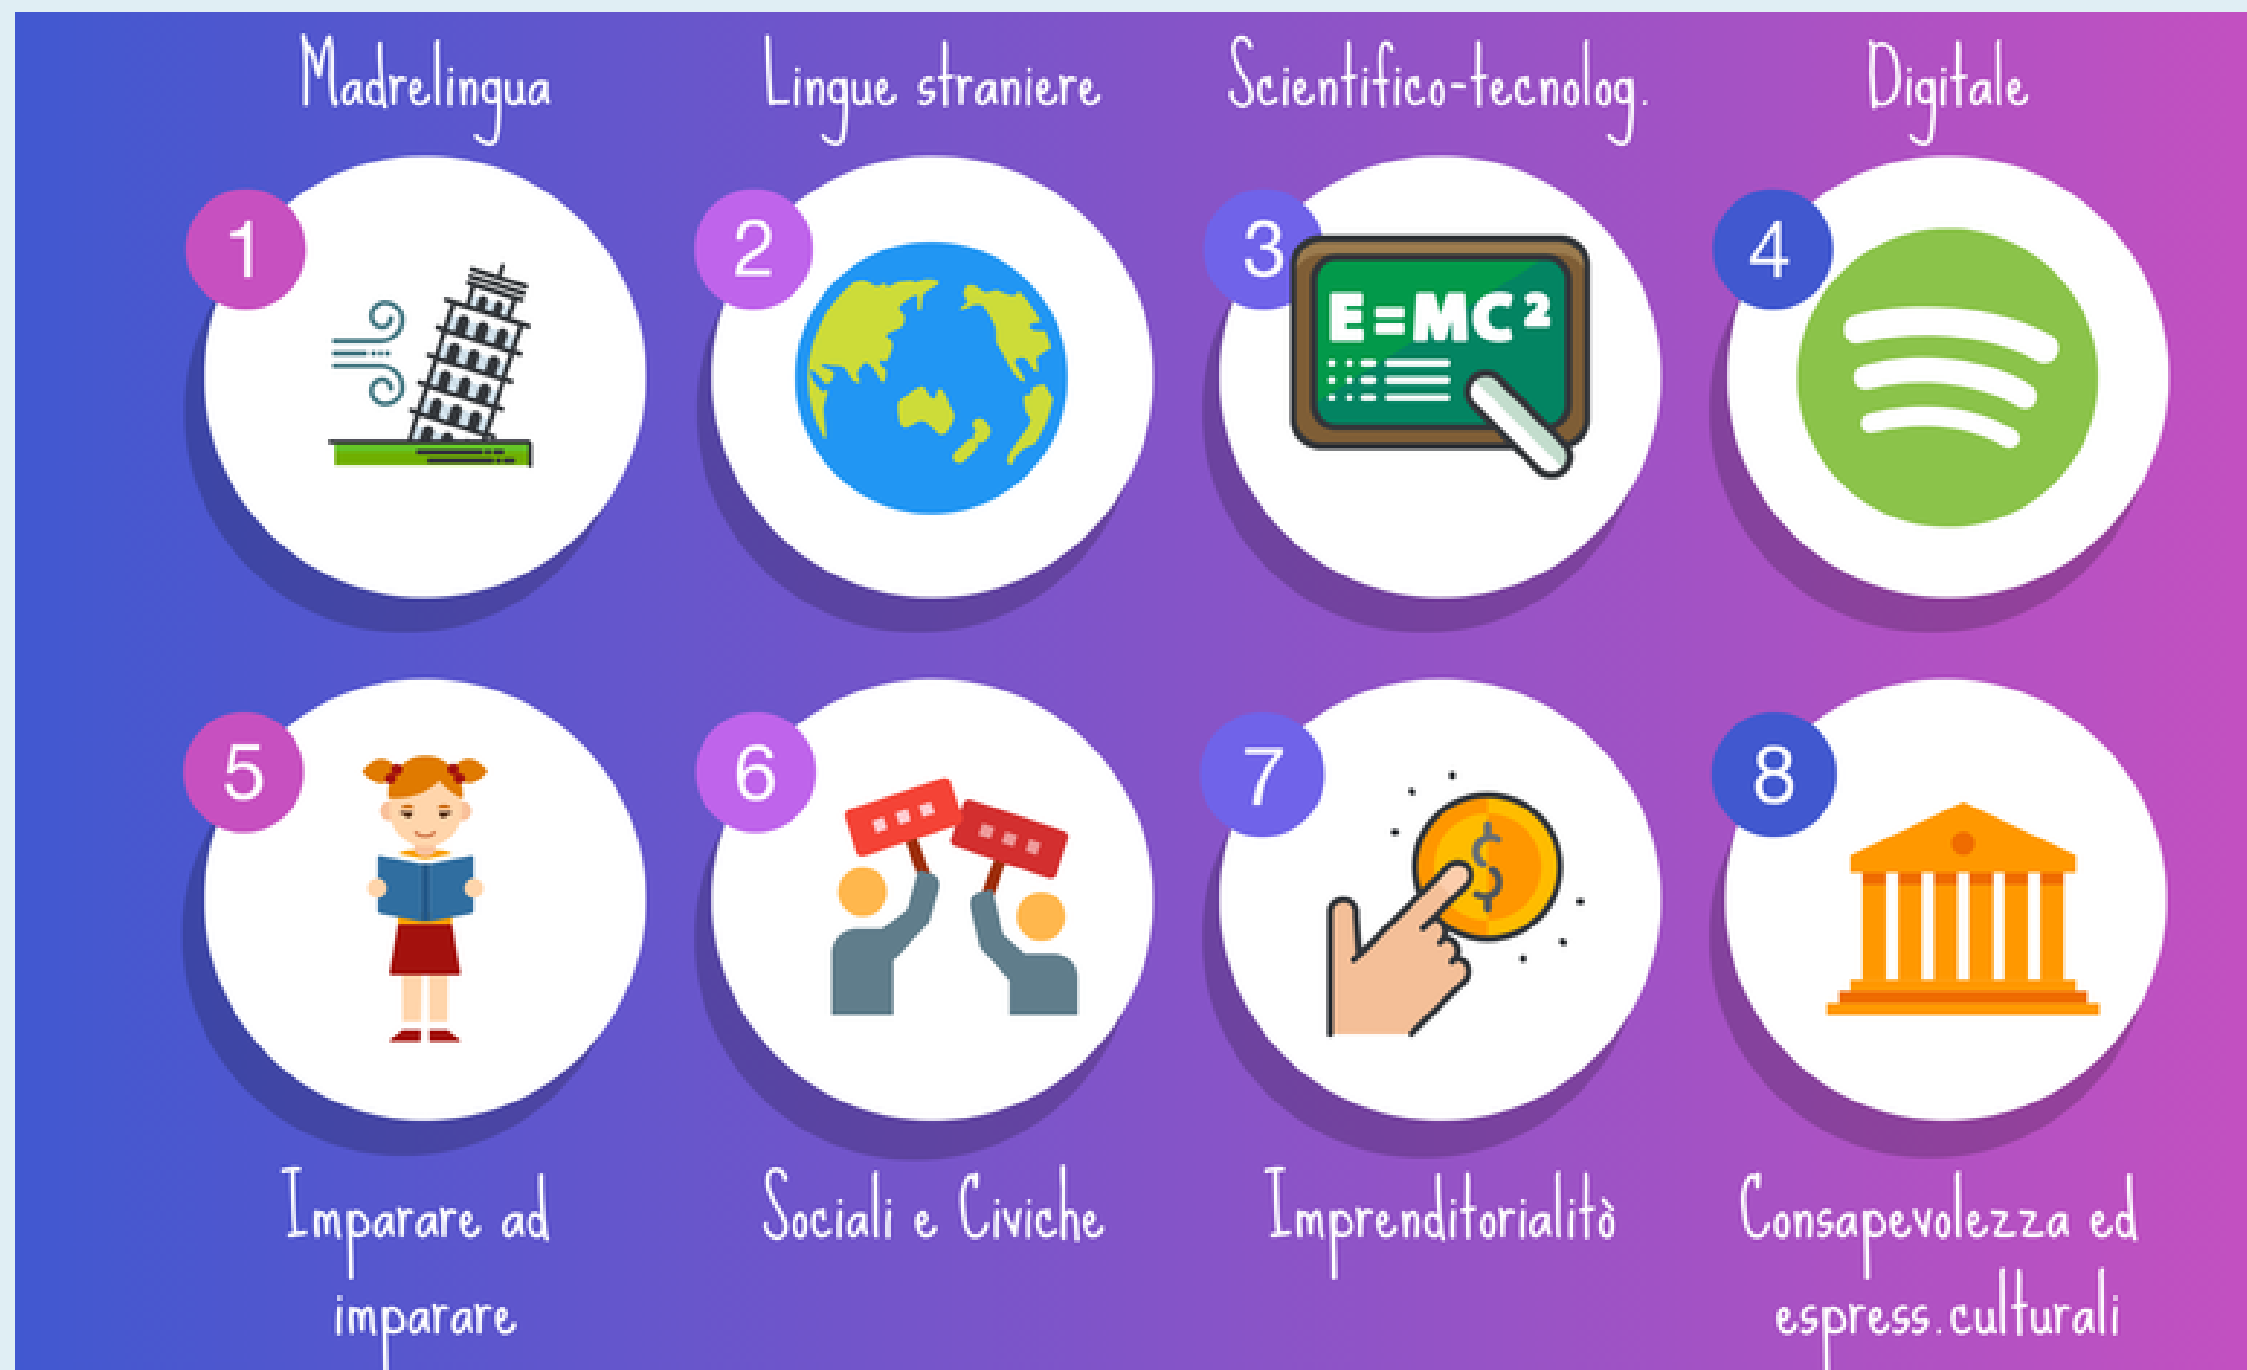 Madrelingua
Lingue straniere
Scientifico-tecnolog.
Digitale
1
2
3
4
E=MC²
5
6
7
8
$
Imparare ad
imparare
Sociali e Civiche
Imprenditorialitò
Consapevolezza ed
espress.culturali